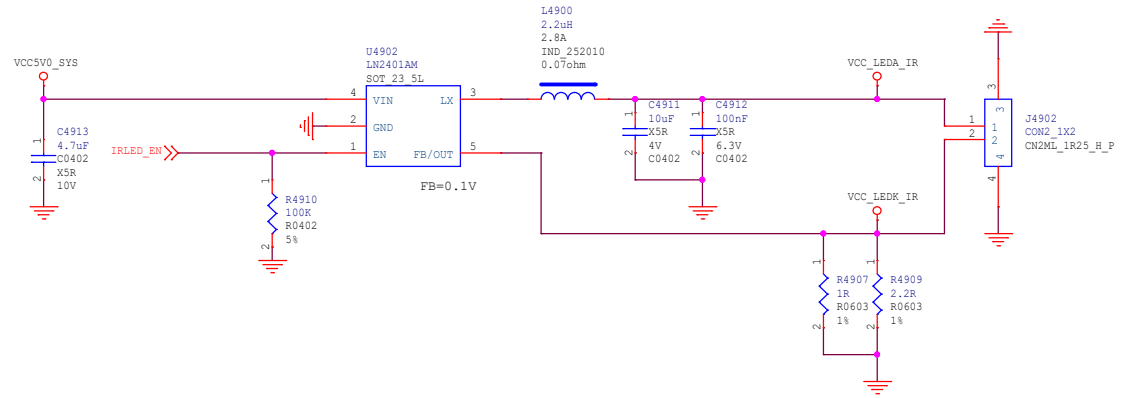 L4900
2.2uH
2.8A
IND_252010
0.07ohm
VCC5V0_SYS
U4902
LN2401AM
SOT_23_5L
VCC_LEDA_IR
4
VIN
LX
3
2
GND
1
EN
FB/OUT
5
FB=0.1V
1
C4913
4.7uF
C0402
X5R
10V
2
IRLED_EN
1
R4910
100K
R0402
5%
2
1
C4911
10uF
X5R
4V
C0402
2
1
C4912
100nF
X5R
6.3V
C0402
2
3
3
1
1
2
2
4
4
J4902
CON2_1X2
CN2ML_1R25_H_P
VCC_LEDK_IR
1
R4907
1R
R0603
1%
2
1
R4909
2.2R
R0603
1%
2